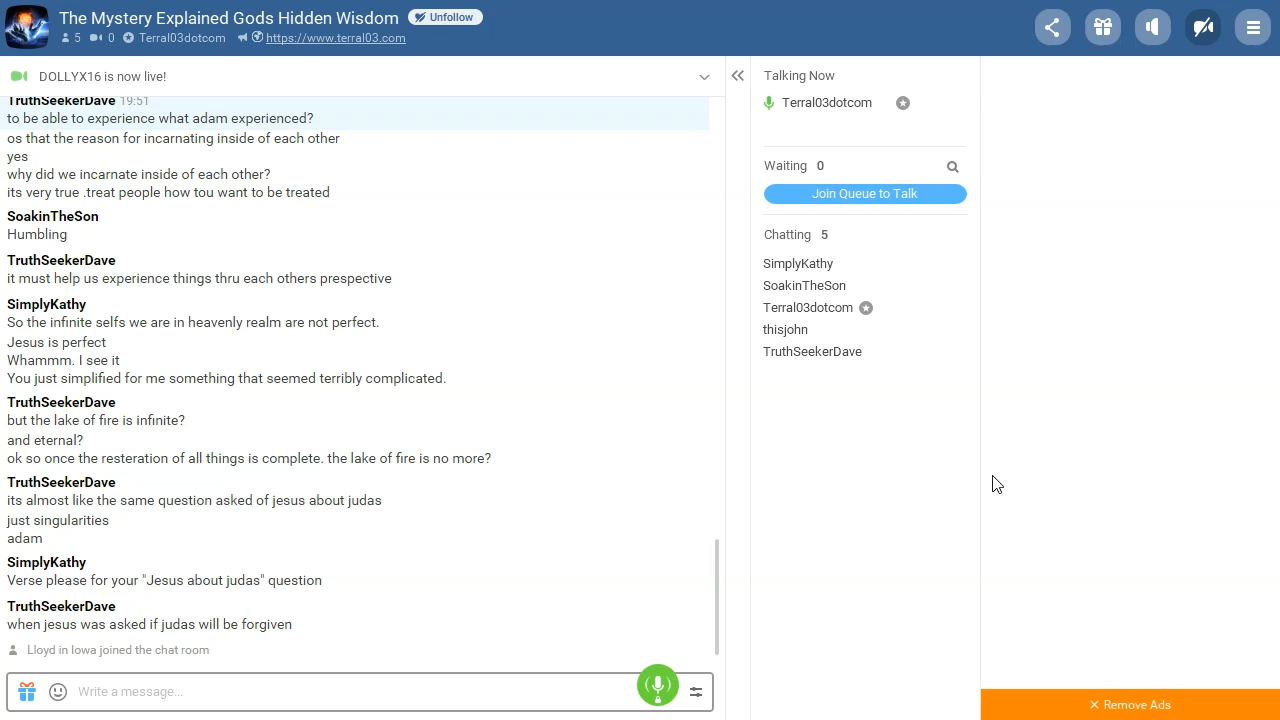 The Mystery Explained Gods Hidden Wisdom
Unfollow
5 0 Terral03dotcom https://www.terral03.com
DOLLYX16 is now live!
TruthSeekerDave 19:51
to be able to experience what adam experienced?
os that the reason for incarnating inside of each other
yes
why did we incarnate inside of each other?
its very true .treat people how tou want to be treated
SoakinTheSon
Humbling
TruthSeekerDave
it must help us experience things thru each others prespective
SimplyKathy
So the infinite selfs we are in heavenly realm are not perfect.
Jesus is perfect
Whammm. I see it
You just simplified for me something that seemed terribly complicated.
TruthSeekerDave
but the lake of fire is infinite?
and eternal?
ok so once the resteration of all things is complete. the lake of fire is no more?
TruthSeekerDave
its almost like the same question asked of jesus about judas
just singularities
adam
SimplyKathy
Verse please for your "Jesus about judas" question
TruthSeekerDave
when jesus was asked if judas will be forgiven
Lloyd in Iowa joined the chat room
Write a message...
Talking Now
Terral03dotcom
Waiting 0
Join Queue to Talk
Chatting 5
SimplyKathy
SoakinTheSon
Terral03dotcom
thisjohn
TruthSeekerDave
Remove Ads